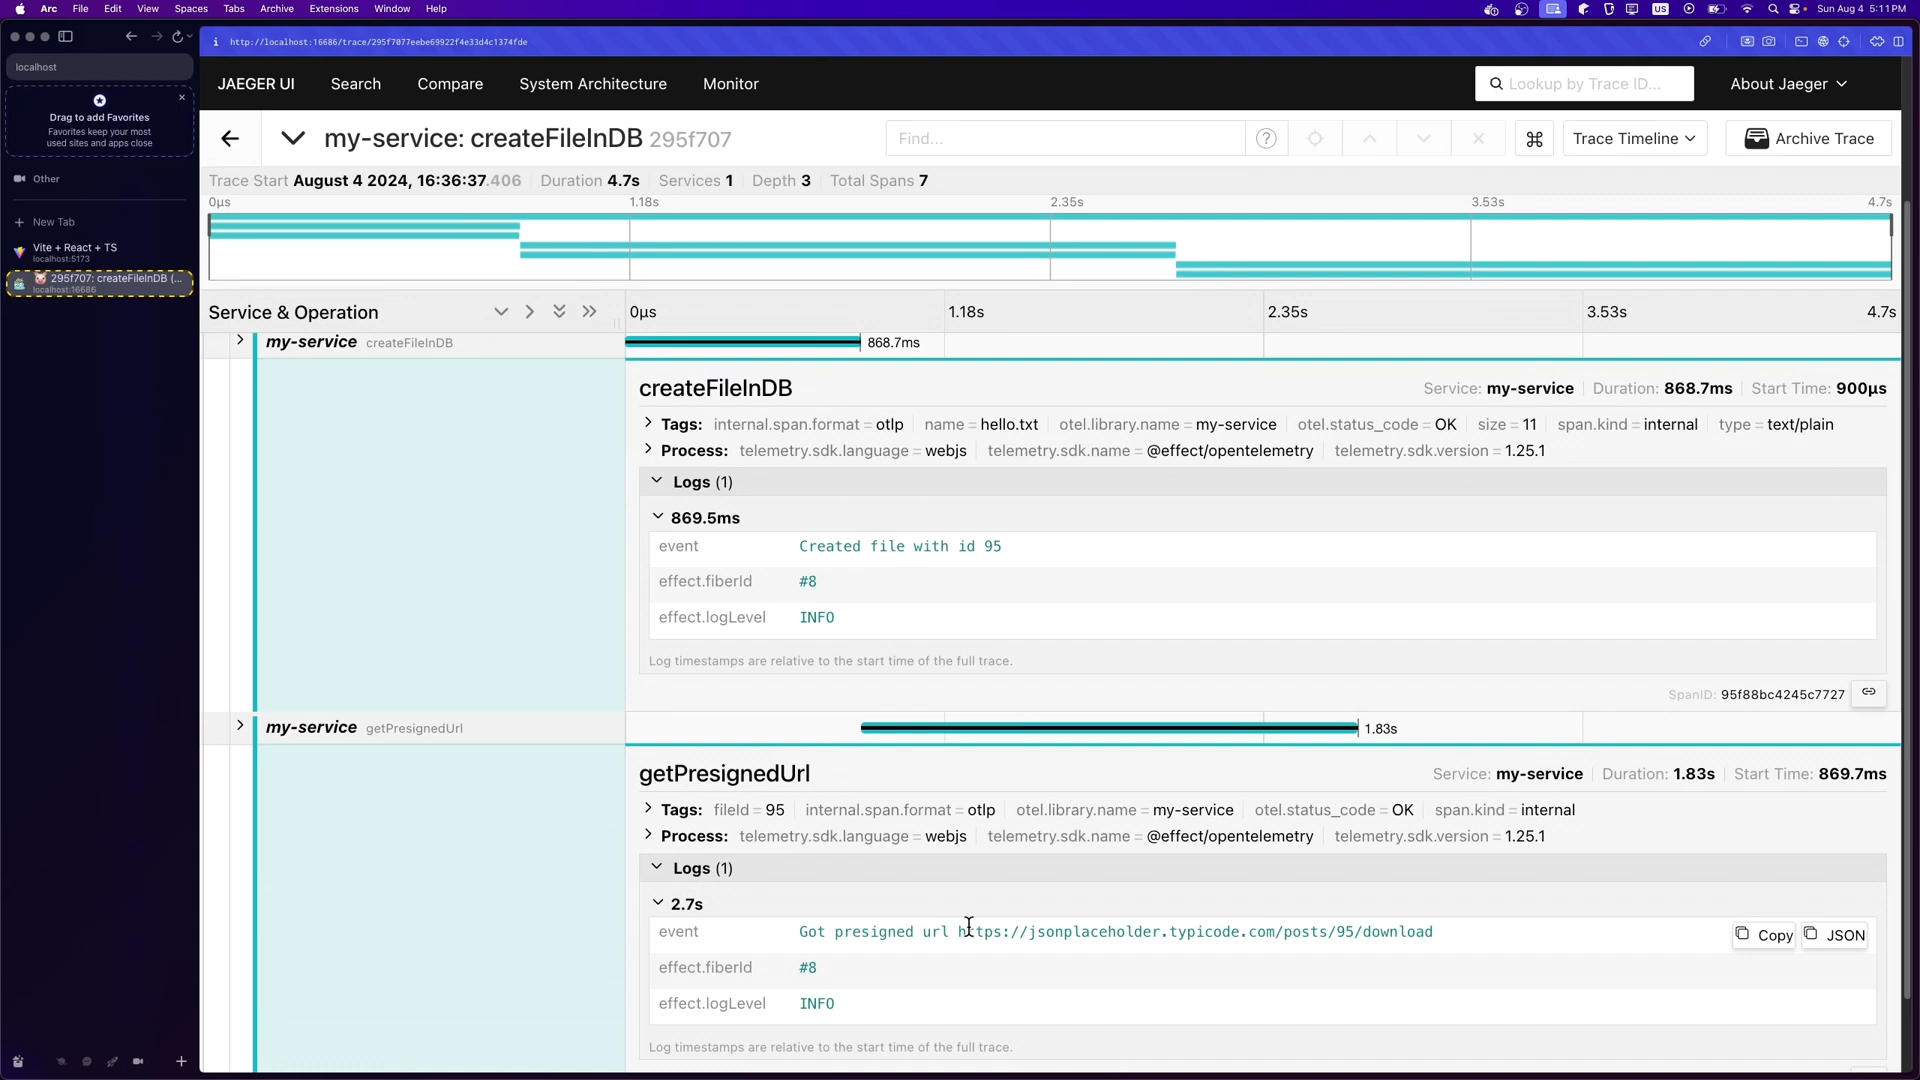 Arc File Edit View Spaces Tabs Archive Extensions Window Help
US
Sun Aug 4 5:11 PM
localhost
Drag to add Favorites
Favorites keep your most
used sites and apps close
Other
New Tab
Vite + React + TS
localhost:5173
295f707: createFileInDB (...
localhost:16686
http://localhost:16686/trace/295f7077eebe69922f4e33d4c1374fde
JAEGER UI Search Compare System Architecture Monitor
Lookup by Trace ID...
About Jaeger
my-service: createFileInDB 295f707
Find...
Trace Timeline
Archive Trace
Trace Start August 4 2024, 16:36:37.406 Duration 4.7s Services 1 Depth 3 Total Spans 7
0μs 1.18s 2.35s 3.53s 4.7s
Service & Operation 0μs 1.18s 2.35s 3.53s 4.7s
my-service createFileInDB 868.7ms
createFileInDB Service: my-service Duration: 868.7ms Start Time: 900μs
Tags: internal.span.format = otlp name = hello.txt otel.library.name = my-service otel.status_code = OK size = 11 span.kind = internal type = text/plain
Process: telemetry.sdk.language = webjs telemetry.sdk.name = @effect/opentelemetry telemetry.sdk.version = 1.25.1
Logs (1)
869.5ms
event Created file with id 95
effect.fiberId #8
effect.logLevel INFO
Log timestamps are relative to the start time of the full trace.
SpanID: 95f88bc4245c7727
my-service getPresignedUrl 1.83s
getPresignedUrl Service: my-service Duration: 1.83s Start Time: 869.7ms
Tags: fileId = 95 internal.span.format = otlp otel.library.name = my-service otel.status_code = OK span.kind = internal
Process: telemetry.sdk.language = webjs telemetry.sdk.name = @effect/opentelemetry telemetry.sdk.version = 1.25.1
Logs (1)
2.7s
event Got presigned url https://jsonplaceholder.typicode.com/posts/95/download
Copy JSON
effect.fiberId #8
effect.logLevel INFO
Log timestamps are relative to the start time of the full trace.